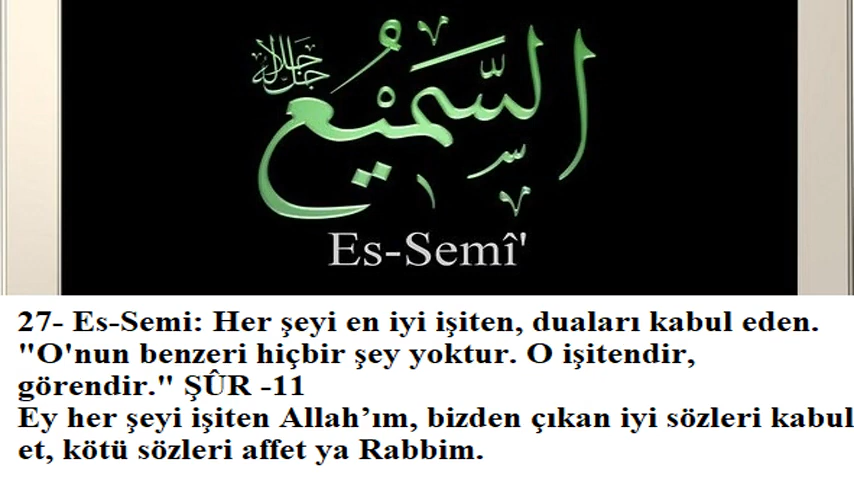 السَّمِيْعُ
جل جلاله
Es-Semî'
27- Es-Semi: Her şeyi en iyi işiten, duaları kabul eden.
"O'nun benzeri hiçbir şey yoktur. O işitendir,
görendir." ŞÛR -11
Ey her şeyi işiten Allah’ım, bizden çıkan iyi sözleri kabul
et, kötü sözleri affet ya Rabbim.